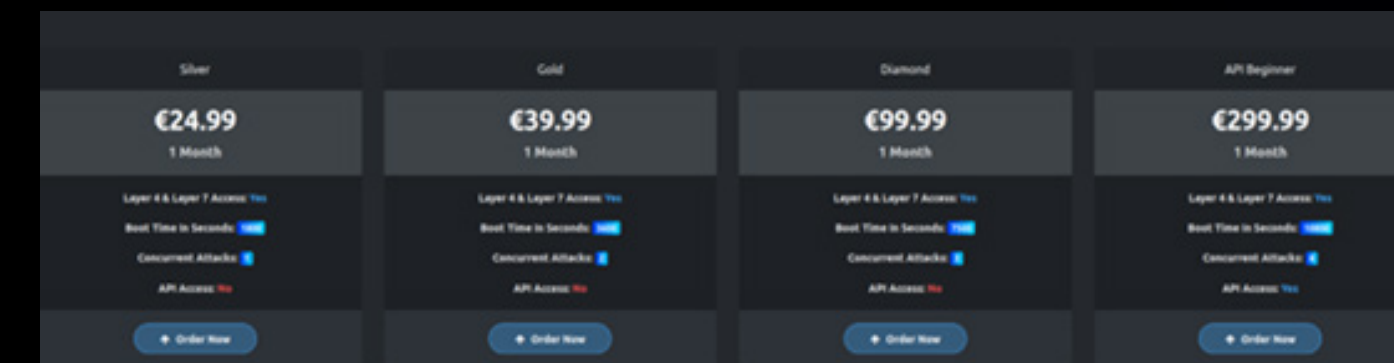 Silver
€24.99
1 Month
Layer 4 & Layer 7 Access: Yes
Boot Time in Seconds:
Concurrent Attacks:
API Access: No
Order Now
Gold
€39.99
1 Month
Layer 4 & Layer 7 Access: Yes
Boot Time in Seconds:
Concurrent Attacks:
API Access: No
Order Now
Diamond
€99.99
1 Month
Layer 4 & Layer 7 Access: Yes
Boot Time in Seconds:
Concurrent Attacks:
API Access: No
Order Now
API Beginner
€299.99
1 Month
Layer 4 & Layer 7 Access: Yes
Boot Time in Seconds:
Concurrent Attacks:
API Access: Yes
Order Now